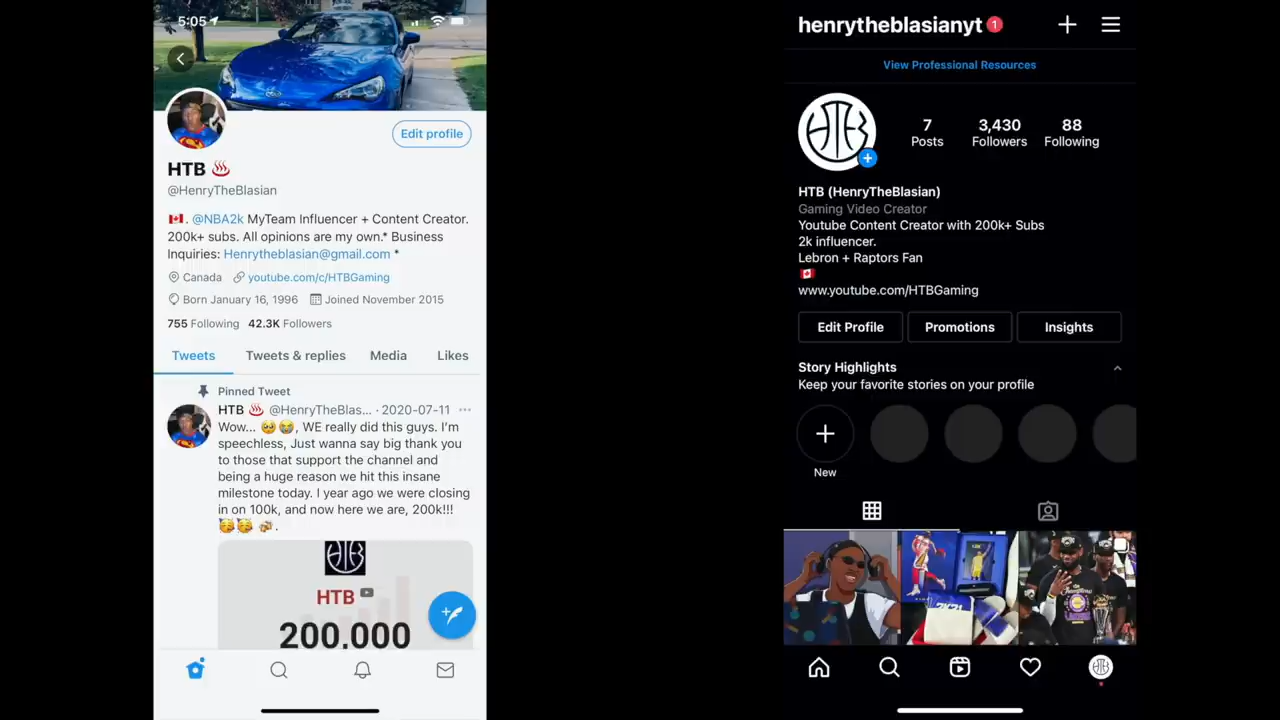 5:05
Edit profile
HTB ♨️
@HenryTheBlasian
🇨🇦. @NBA2k MyTeam Influencer + Content Creator.
200k+ subs. All opinions are my own.* Business
Inquiries: Henrytheblasian@gmail.com *
Canada youtube.com/c/HTBGaming
Born January 16, 1996 Joined November 2015
755 Following 42.3K Followers
Tweets Tweets & replies Media Likes
Pinned Tweet
HTB ♨️ @HenryTheBlas... · 2020-07-11 ...
Wow... 🥺😭, WE really did this guys. I'm
speechless, Just wanna say big thank you
to those that support the channel and
being a huge reason we hit this insane
milestone today. I year ago we were closing
in on 100k, and now here we are, 200k!!!
🥳🥳 🍻.
HTB
HTB
200,000
henrytheblasianyt 1
View Professional Resources
HTB
7 3,430 88
Posts Followers Following
HTB (HenryTheBlasian)
Gaming Video Creator
Youtube Content Creator with 200k+ Subs
2k influencer.
Lebron + Raptors Fan
🇨🇦
www.youtube.com/HTBGaming
Edit Profile Promotions Insights
Story Highlights
Keep your favorite stories on your profile
New
2K21